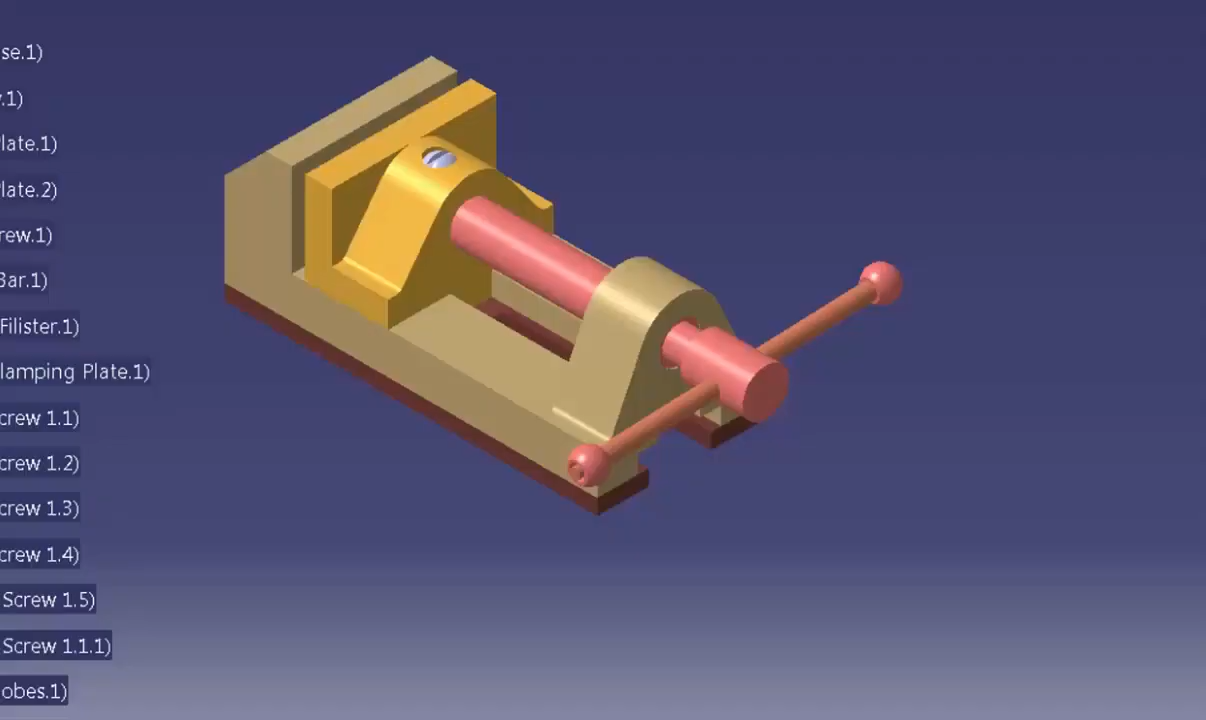 se.1)
.1)
late.1)
late.2)
rew.1)
Bar.1)
Filister.1)
lamping Plate.1)
crew 1.1)
crew 1.2)
crew 1.3)
crew 1.4)
Screw 1.5)
Screw 1.1.1)
obes.1)